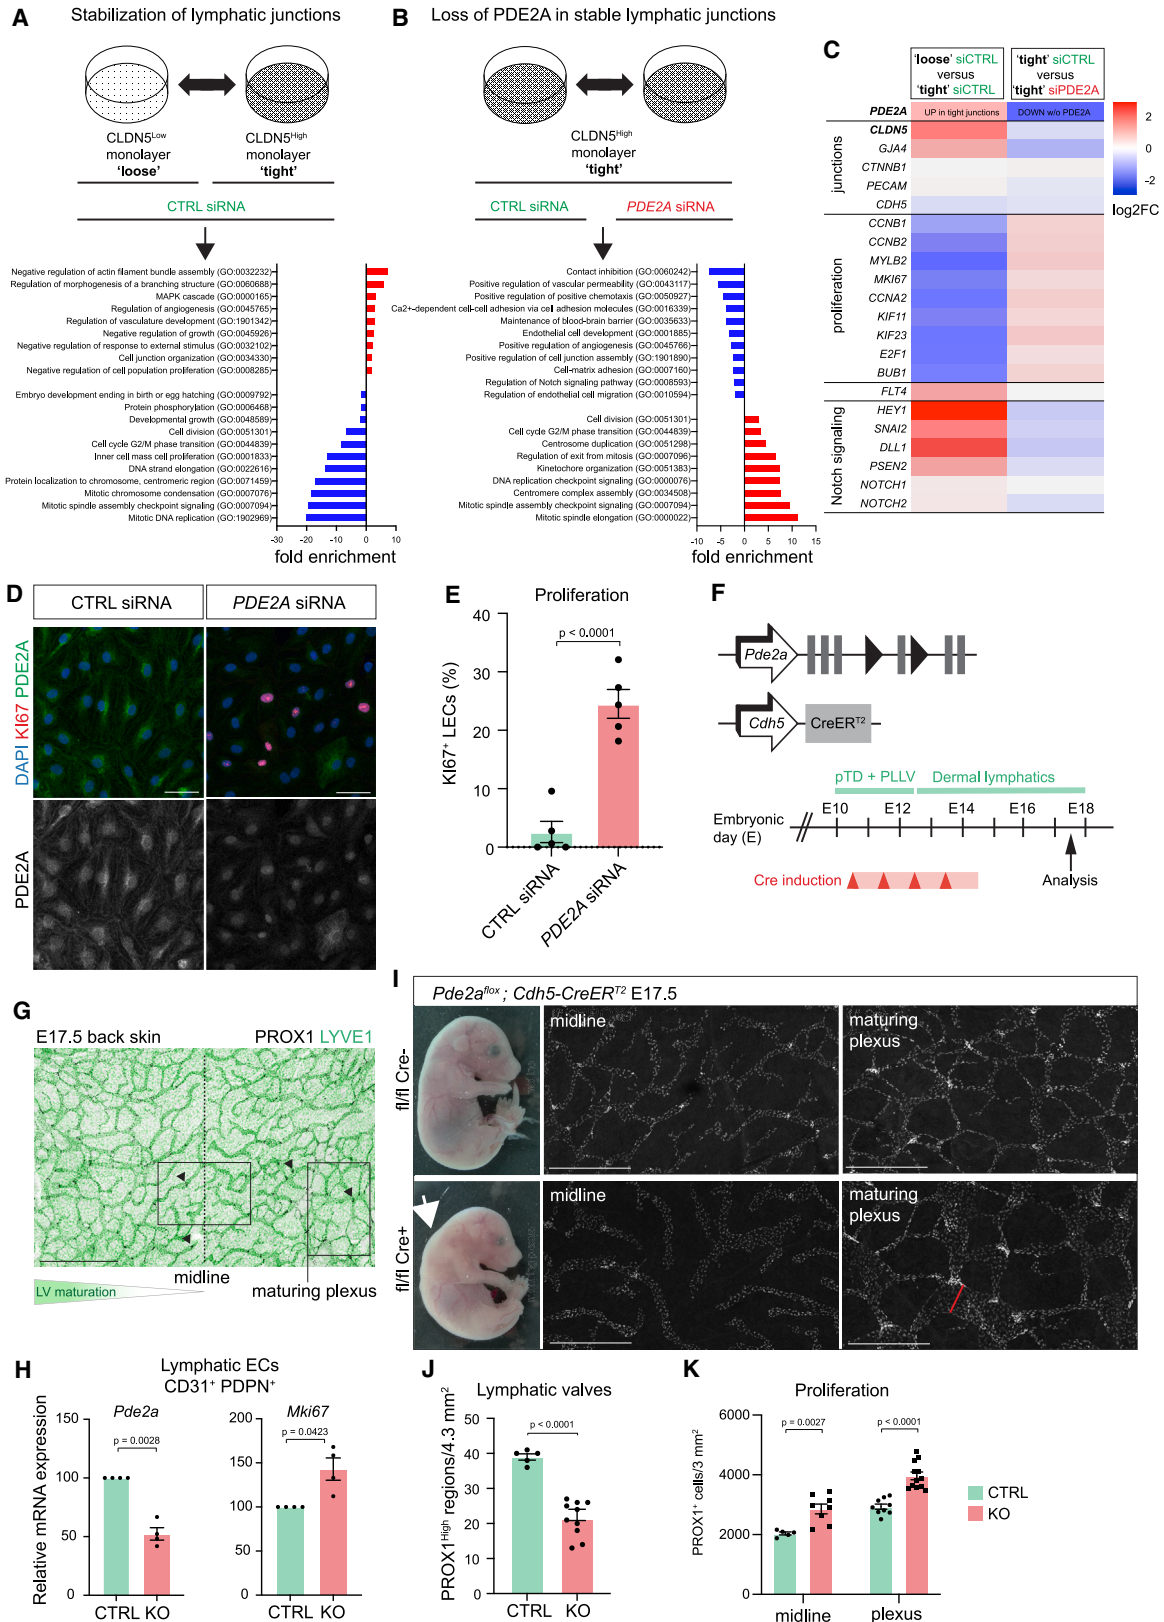 A Stabilization of lymphatic junctions
CLDN5Low
monolayer
'loose'
CLDN5High
monolayer
'tight'
CTRL siRNA
Negative regulation of actin filament bundle assembly (GO:0032232)
Regulation of morphogenesis of a branching structure (GO:0060688)
MAPK cascade (GO:0000165)
Regulation of angiogenesis (GO:0045765)
Regulation of vasculature development (GO:1901342)
Negative regulation of growth (GO:0045926)
Negative regulation of response to external stimulus (GO:0032102)
Cell junction organization (GO:0034330)
Negative regulation of cell population proliferation (GO:0008285)
Embryo development ending in birth or egg hatching (GO:0009792)
Protein phosphorylation (GO:0006468)
Developmental growth (GO:0048589)
Cell division (GO:0051301)
Cell cycle G2/M phase transition (GO:0044839)
Inner cell mass cell proliferation (GO:0001833)
DNA strand elongation (GO:0022616)
Protein localization to chromosome, centromeric region (GO:0071459)
Mitotic chromosome condensation (GO:0007076)
Mitotic spindle assembly checkpoint signaling (GO:0007094)
Mitotic DNA replication (GO:1902969)
-30 -20 -10 0 10
fold enrichment
B Loss of PDE2A in stable lymphatic junctions
CLDN5High
monolayer
'tight'
CTRL siRNA PDE2A siRNA
Contact inhibition (GO:0060242)
Positive regulation of vascular permeability (GO:0043117)
Positive regulation of positive chemotaxis (GO:0050927)
Ca2+-dependent cell-cell adhesion via cell adhesion molecules (GO:0016339)
Maintenance of blood-brain barrier (GO:0035633)
Endothelial cell development (GO:0001885)
Positive regulation of angiogenesis (GO:0045766)
Positive regulation of cell junction assembly (GO:1901890)
Cell-matrix adhesion (GO:0007160)
Regulation of Notch signaling pathway (GO:0008593)
Regulation of endothelial cell migration (GO:0010594)
Cell division (GO:0051301)
Cell cycle G2/M phase transition (GO:0044839)
Centrosome duplication (GO:0051298)
Regulation of exit from mitosis (GO:0007096)
Kinetochore organization (GO:0051383)
DNA replication checkpoint signaling (GO:0000076)
Centromere complex assembly (GO:0034508)
Mitotic spindle assembly checkpoint signaling (GO:0007094)
Mitotic spindle elongation (GO:0000022)
-10 -5 0 5 10 15
fold enrichment
C
'loose' siCTRL
versus
'tight' siCTRL
'tight' siCTRL
versus
'tight' siPDE2A
PDE2A UP in tight junctions DOWN w/o PDE2A
junctions
CLDN5
GJA4
CTNNB1
PECAM
CDH5
proliferation
CCNB1
CCNB2
MYLB2
MKI67
CCNA2
KIF11
KIF23
E2F1
BUB1
FLT4
Notch signaling
HEY1
SNAI2
DLL1
PSEN2
NOTCH1
NOTCH2
2
0
-2
log2FC
D
CTRL siRNA PDE2A siRNA
DAPI KI67 PDE2A
PDE2A
E
Proliferation
p < 0.0001
KI67+ LECs (%)
40
30
20
10
0
CTRL siRNA
PDE2A siRNA
F
Pde2a
Cdh5 CreERT2
pTD + PLLV Dermal lymphatics
E10 E12 E14 E16 E18
Embryonic
day (E)
Cre induction
Analysis
G
E17.5 back skin PROX1 LYVE1
midline
maturing plexus
LV maturation
H
Lymphatic ECs
CD31+ PDPN+
Relative mRNA expression
Pde2a
p = 0.0028
150
100
50
0
CTRL KO
Mki67
p = 0.0423
200
150
100
50
0
CTRL KO
I
Pde2aflox ; Cdh5-CreERT2 E17.5
fl/fl Cre-
midline
maturing
plexus
fl/fl Cre+
midline
maturing
plexus
J
Lymphatic valves
p < 0.0001
PROX1High regions/4.3 mm2
50
40
30
20
10
0
CTRL KO
K
Proliferation
p = 0.0027
p < 0.0001
PROX1+ cells/3 mm2
6000
4000
2000
0
midline plexus
CTRL
KO